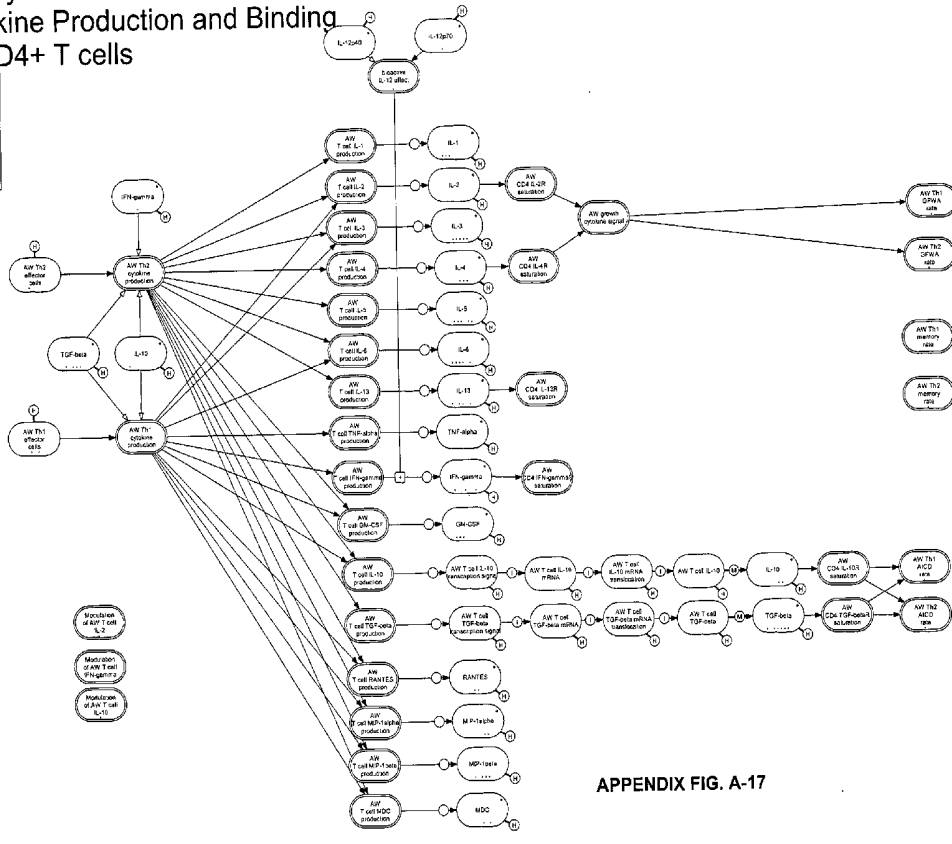 kine Production and Binding
D4+ T cells
H
H
IL-12p40
IL-12p70
bioactive
IL-12 effect
AW
T cell IL-1
production
IL-1
H
AW
T cell IL-2
production
IL-2
H
AW
CD4 IL-2R
saturation
AW
T cell IL-3
production
IL-3
H
AW growth
cytokine signal
AW Th1
GFWA
rate
AW
T cell IL-4
production
IL-4
H
AW
CD4 IL-4R
saturation
AW Th2
GFWA
rate
IFN-gamma
H
H
AW Th2
effector
cells
AW Th2
cytokine
production
AW
T cell IL-5
production
IL-5
H
TGF-beta
H
IL-10
H
AW
T cell IL-6
production
IL-6
H
AW Th1
memory
rate
AW
T cell IL-13
production
IL-13
H
AW
CD4 IL-13R
saturation
AW Th2
memory
rate
AW Th1
effector
cells
AW Th1
cytokine
production
AW
T cell TNF-alpha
production
TNF-alpha
H
AW
T cell IFN-gamma
production
IFN-gamma
H
AW
CD4 IFN-gammaR
saturation
AW
T cell GM-CSF
production
GM-CSF
H
AW
T cell IL-10
production
AW T cell IL-10
transcription signal
H
I
AW T cell IL-10
mRNA
H
I
AW T cell
IL-10 mRNA
translocation
H
I
AW T cell IL-10
H
M
IL-10
H
AW
CD4 IL-10R
saturation
AW Th1
AICD
rate
AW
T cell TGF-beta
production
AW T cell
TGF-beta
transcription signal
H
I
AW T cell
TGF-beta mRNA
H
I
AW T cell
TGF-beta mRNA
translocation
H
I
AW T cell
TGF-beta
H
M
TGF-beta
H
AW
CD4 TGF-betaR
saturation
AW Th2
AICD
rate
Modulation
of AW T cell
IL-2
Modulation
of AW T cell
IFN-gamma
Modulation
of AW T cell
IL-10
AW
T cell RANTES
production
RANTES
H
AW
T cell MIP-1alpha
production
MIP-1alpha
H
AW
T cell MIP-1beta
production
MIP-1beta
H
AW
T cell MDC
production
MDC
H
APPENDIX FIG. A-17